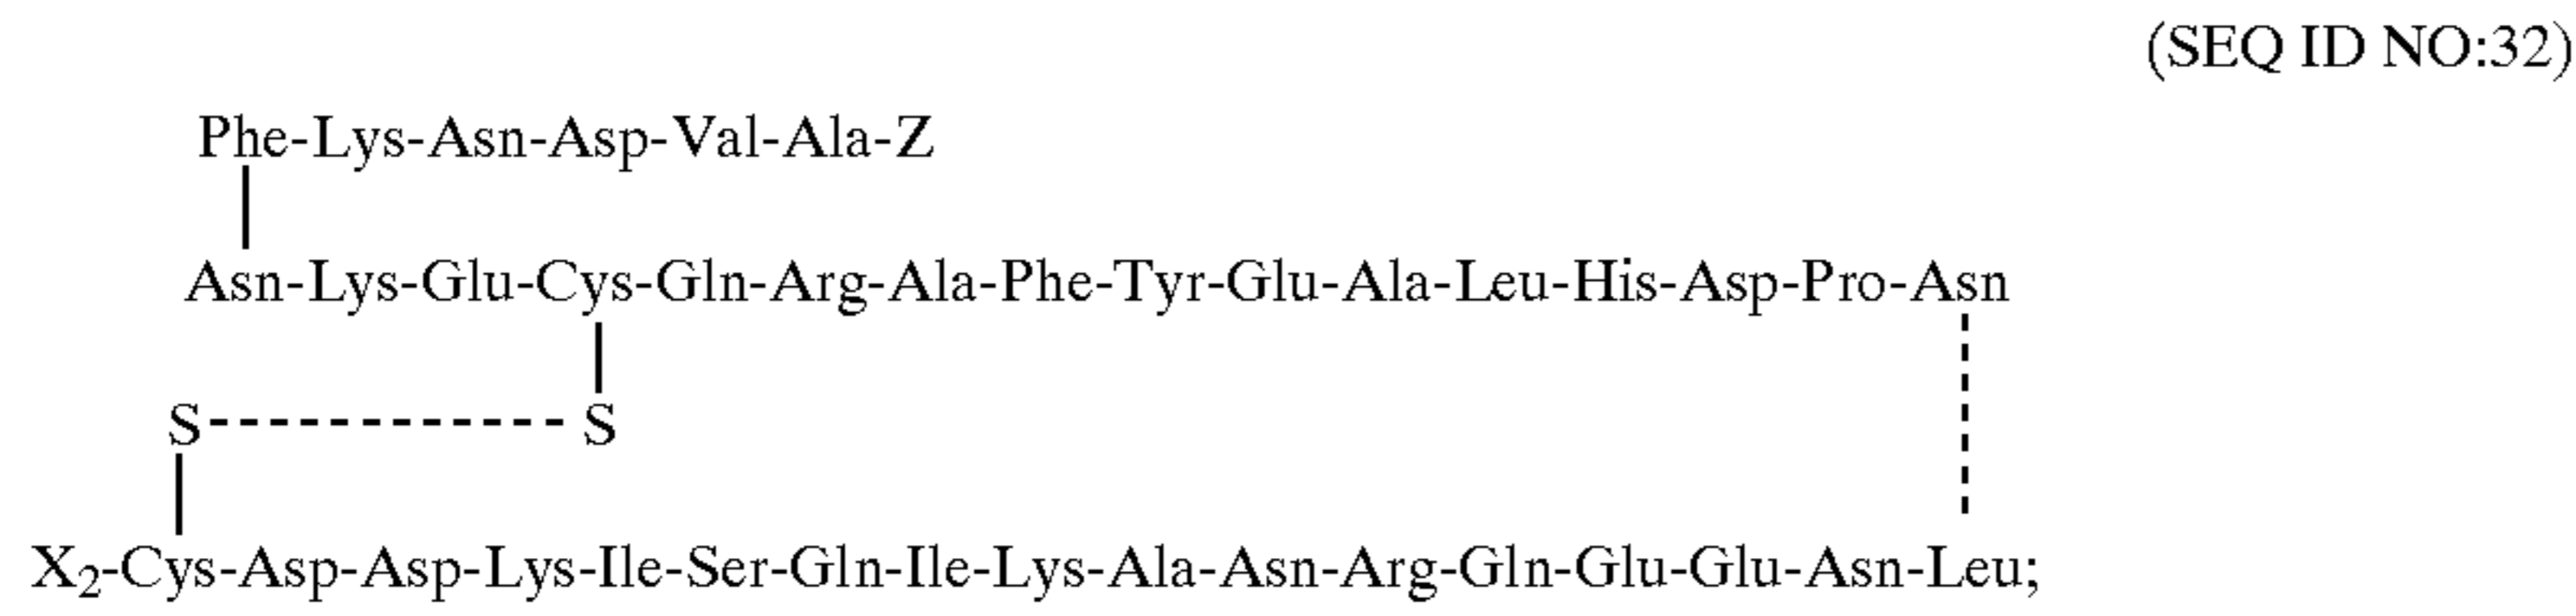 (SEQ ID NO:32)
Phe-Lys-Asn-Asp-Val-Ala-Z
Asn-Lys-Glu-Cys-Gln-Arg-Ala-Phe-Tyr-Glu-Ala-Leu-His-Asp-Pro-Asn
S------------S
X₂-Cys-Asp-Asp-Lys-Ile-Ser-Gln-Ile-Lys-Ala-Asn-Arg-Gln-Glu-Glu-Asn-Leu;